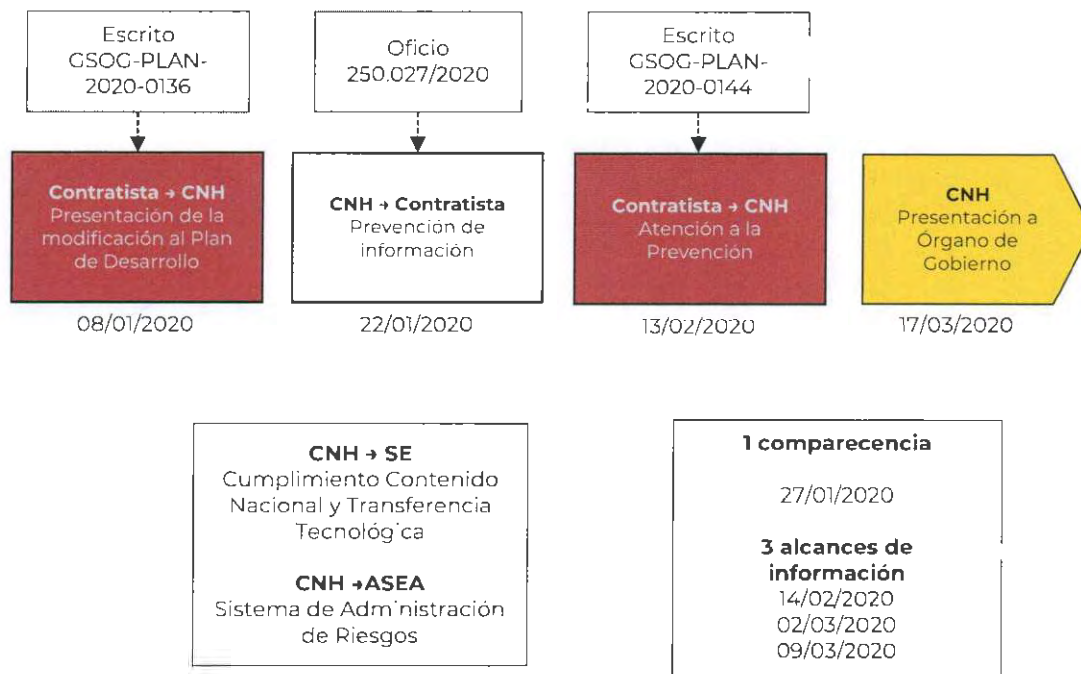 Escrito
GSOG-PLAN-
2020-0136
Oficio
250.027/2020
Escrito
GSOG-PLAN-
2020-0144
Contratista → CNH
Presentación de la
modificación al Plan
de Desarrollo
08/01/2020
CNH → Contratista
Prevención de
información
22/01/2020
Contratista → CNH
Atención a la
Prevención
13/02/2020
CNH
Presentación a
Órgano de
Gobierno
17/03/2020
CNH → SE
Cumplimiento Contenido
Nacional y Transferencia
Tecnológica
CNH →ASEA
Sistema de Administración
de Riesgos
1 comparecencia
27/01/2020
3 alcances de
información
14/02/2020
02/03/2020
09/03/2020